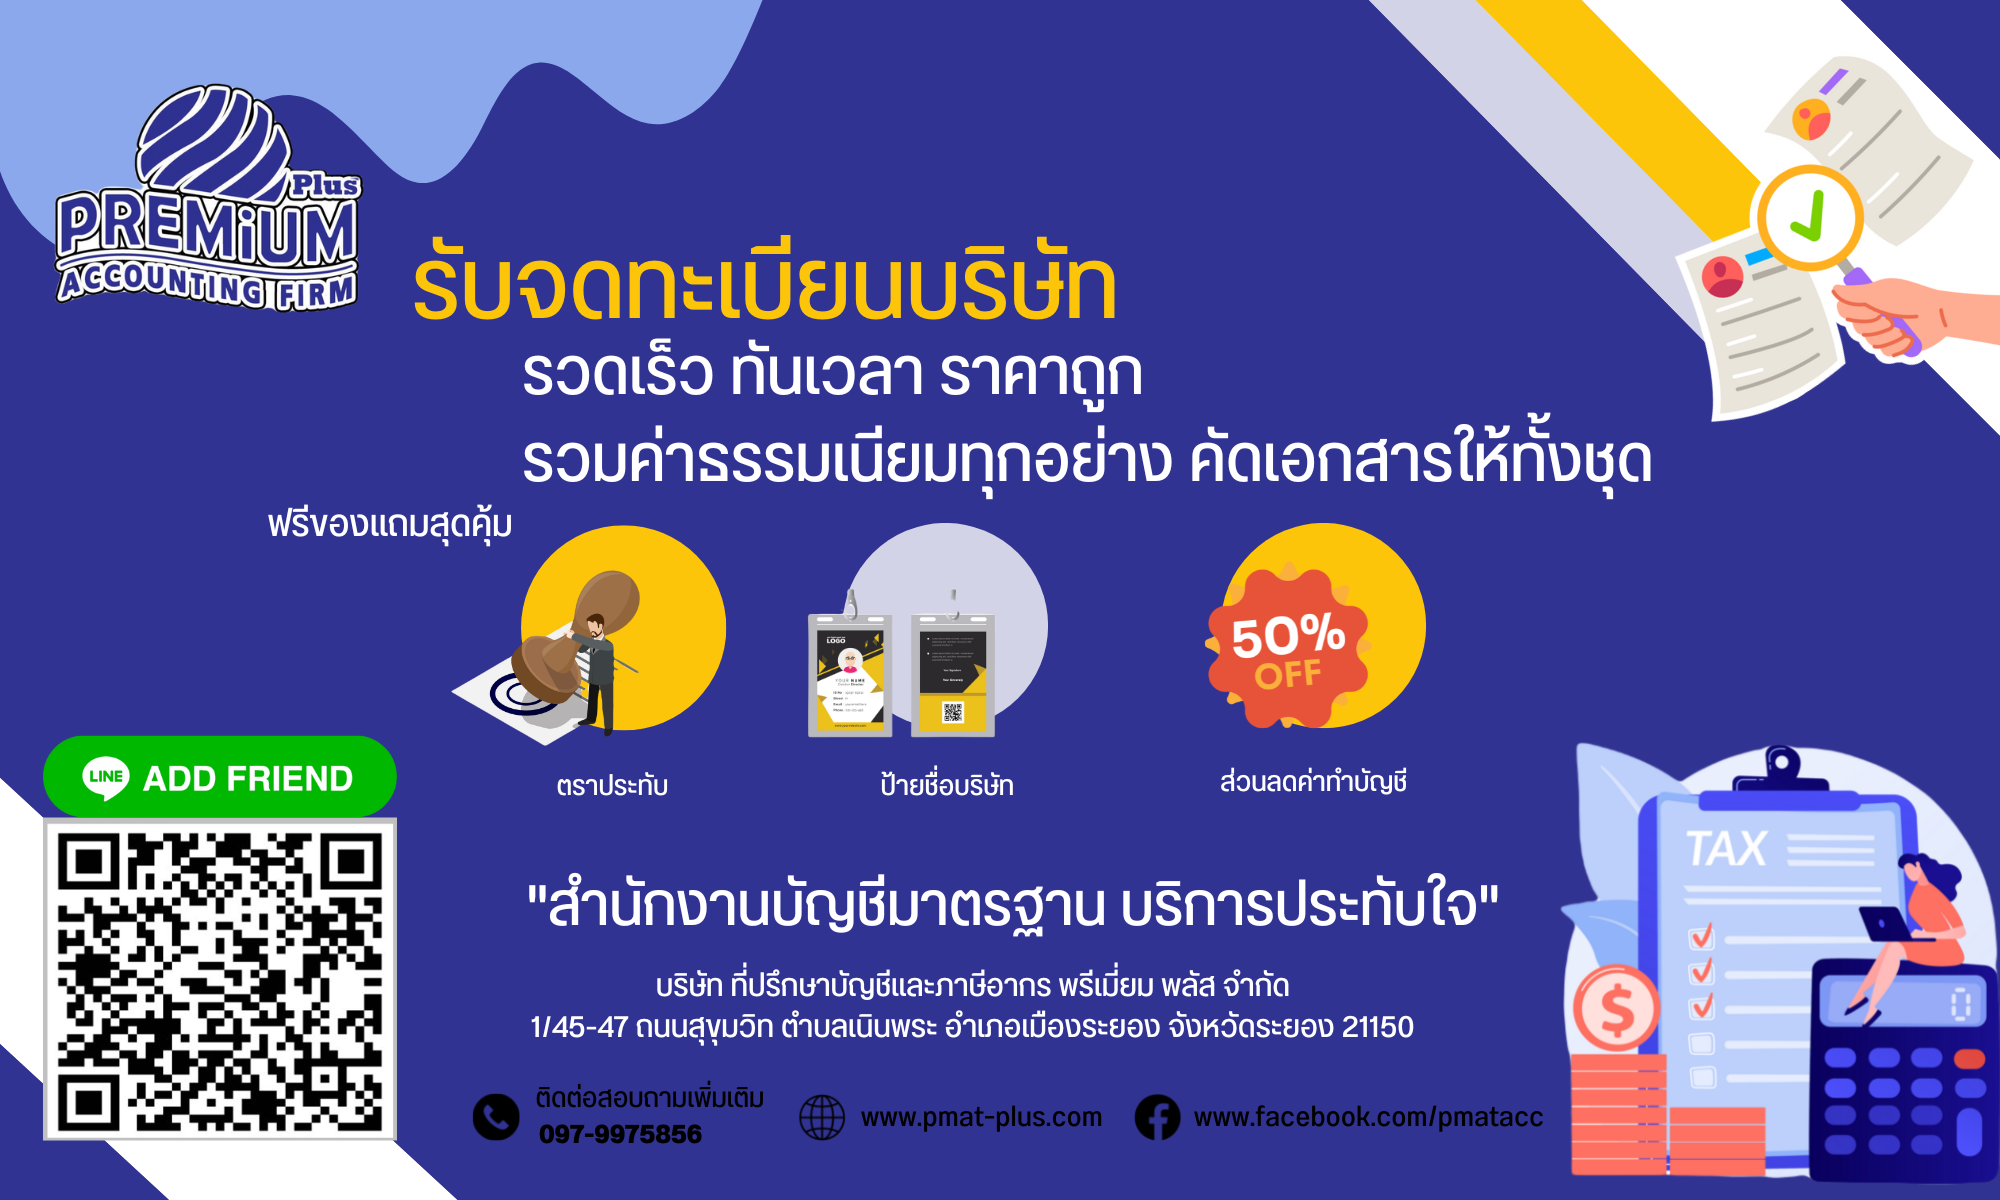 Plus
PREMiUM
ACCOUNTING FIRM
รับจดทะเบียนบริษัท
รวดเร็ว ทันเวลา ราคาถูก
รวมค่าธรรมเนียมทุกอย่าง คัดเอกสารให้ทั้งชุด
ฟรีของแถมสุดคุ้ม
LOGO
YOUR NAME
50%
OFF
ตราประทับ
ป้ายชื่อบริษัท
ส่วนลดค่าทำบัญชี
LINE ADD FRIEND
TAX
0
$
"สำนักงานบัญชีมาตรฐาน บริการประทับใจ"
บริษัท ที่ปรึกษาบัญชีและภาษีอากร พรีเมี่ยม พลัส จำกัด
1/45-47 ถนนสุขุมวิท ตำบลเนินพระ อำเภอเมืองระยอง จังหวัดระยอง 21150
ติดต่อสอบถามเพิ่มเติม
097-9975856
www.pmat-plus.com
www.facebook.com/pmatacc